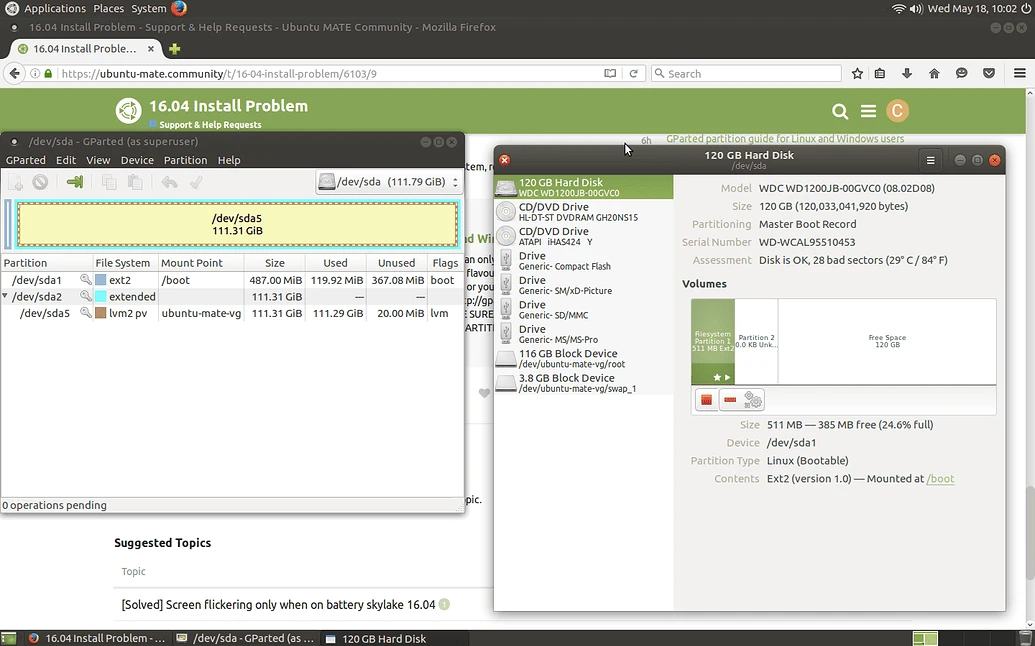 Applications Places System Wed May 18, 10:02
16.04 Install Problem - Support & Help Requests - Ubuntu MATE Community - Mozilla Firefox
16.04 Install Proble...
https://ubuntu-mate.community/t/16-04-install-problem/6103/9
Search
16.04 Install Problem
Support & Help Requests
C
6h GParted partition guide for Linux and Windows users
/dev/sda - GParted (as superuser)
GParted Edit View Device Partition Help
/dev/sda (111.79 GiB)
/dev/sda5
111.31 GiB
Partition File System Mount Point Size Used Unused Flags
/dev/sda1 ext2 /boot 487.00 MiB 119.92 MiB 367.08 MiB boot
/dev/sda2 extended 111.31 GiB --- ---
/dev/sda5 lvm2 pv ubuntu-mate-vg 111.31 GiB 111.29 GiB 20.00 MiB lvm
0 operations pending
120 GB Hard Disk
/dev/sda
120 GB Hard Disk
WDC WD1200JB-00GVC0
CD/DVD Drive
HL-DT-ST DVDRAM GH20NS15
CD/DVD Drive
ATAPI iHAS424 Y
Drive
Generic- Compact Flash
Drive
Generic- SM/xD-Picture
Drive
Generic- SD/MMC
Drive
Generic- MS/MS-Pro
116 GB Block Device
/dev/ubuntu-mate-vg/root
3.8 GB Block Device
/dev/ubuntu-mate-vg/swap_1
Model WDC WD1200JB-00GVC0 (08.02D08)
Size 120 GB (120,033,041,920 bytes)
Partitioning Master Boot Record
Serial Number WD-WCAL95510453
Assessment Disk is OK, 28 bad sectors (29° C / 84° F)
Volumes
Filesystem
Partition 1
511 MB Ext2
Partition 2
0.0 KB Unk...
Free Space
120 GB
Size 511 MB — 385 MB free (24.6% full)
Device /dev/sda1
Partition Type Linux (Bootable)
Contents Ext2 (version 1.0) — Mounted at /boot
Suggested Topics
Topic
[Solved] Screen flickering only when on battery skylake 16.04 1
16.04 Install Problem - ... /dev/sda - GParted (as ... 120 GB Hard Disk